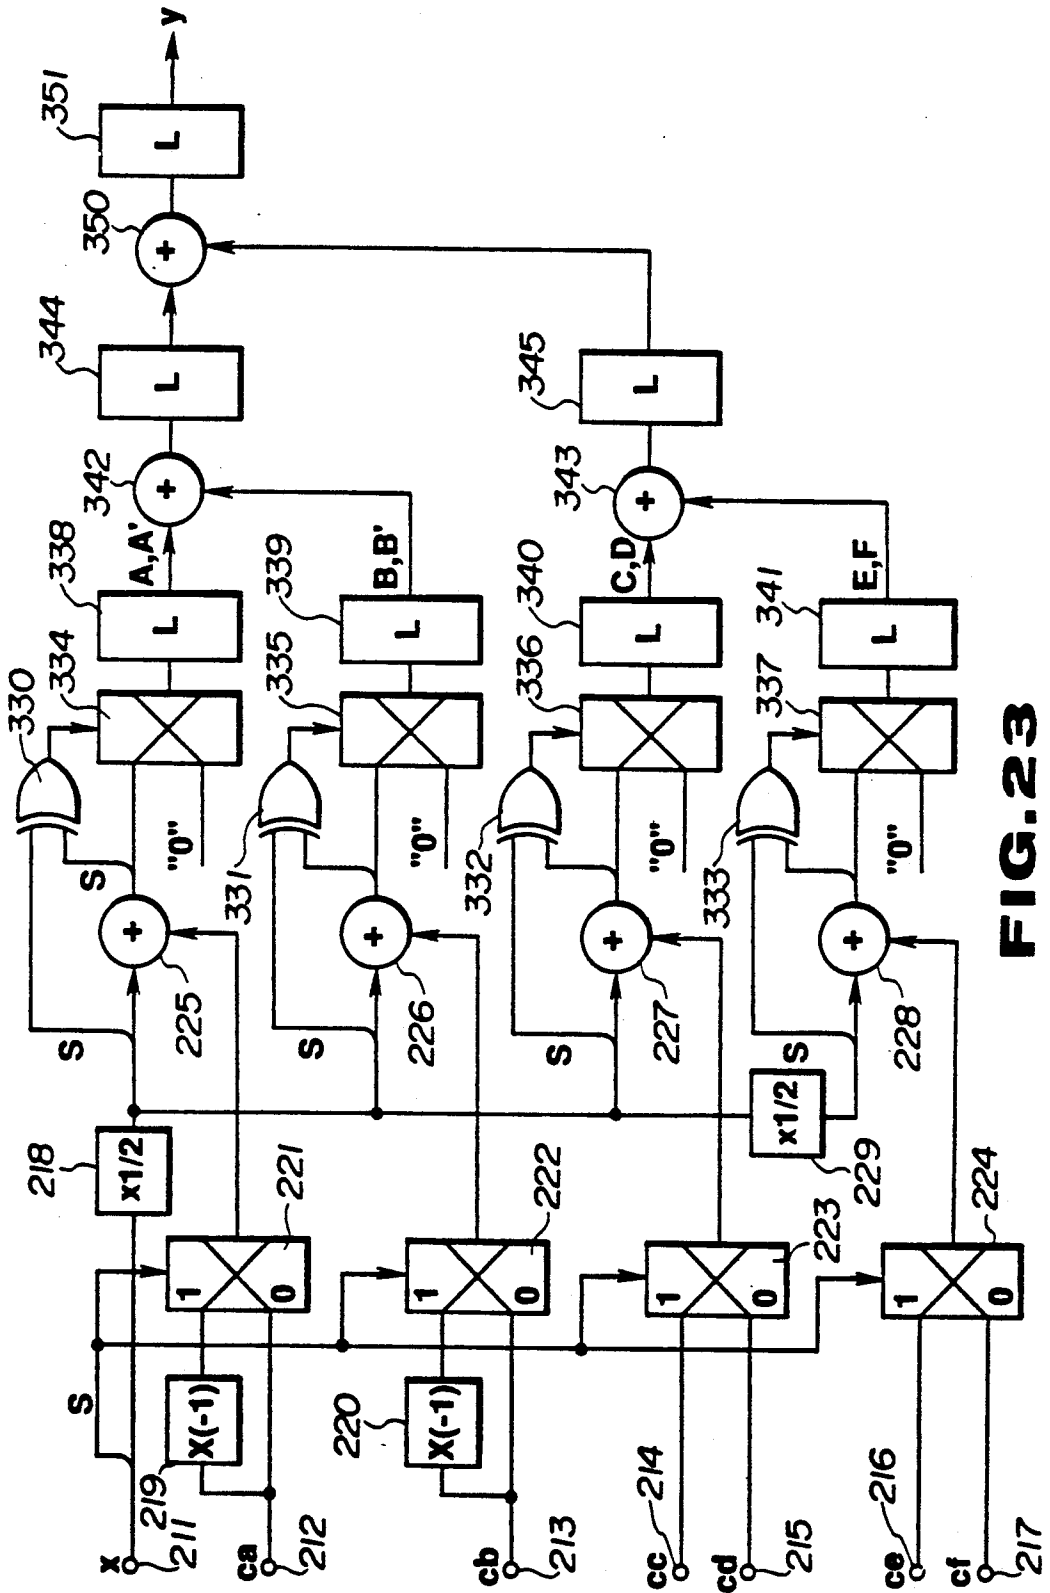 x
211
S
218
x1/2
S
225
+
S
"0"
330
334
338
L
A,A'
342
+
344
L
350
+
351
L
y
219
X(-1)
ca
212
1
0
221
S
226
+
331
"0"
335
339
L
B,B'
220
X(-1)
cb
213
1
0
222
S
227
+
332
"0"
336
340
L
C,D
343
+
345
L
cc
214
cd
215
1
0
223
x1/2
229
S
228
+
333
"0"
337
341
L
E,F
ce
216
cf
217
1
0
224
FIG.23